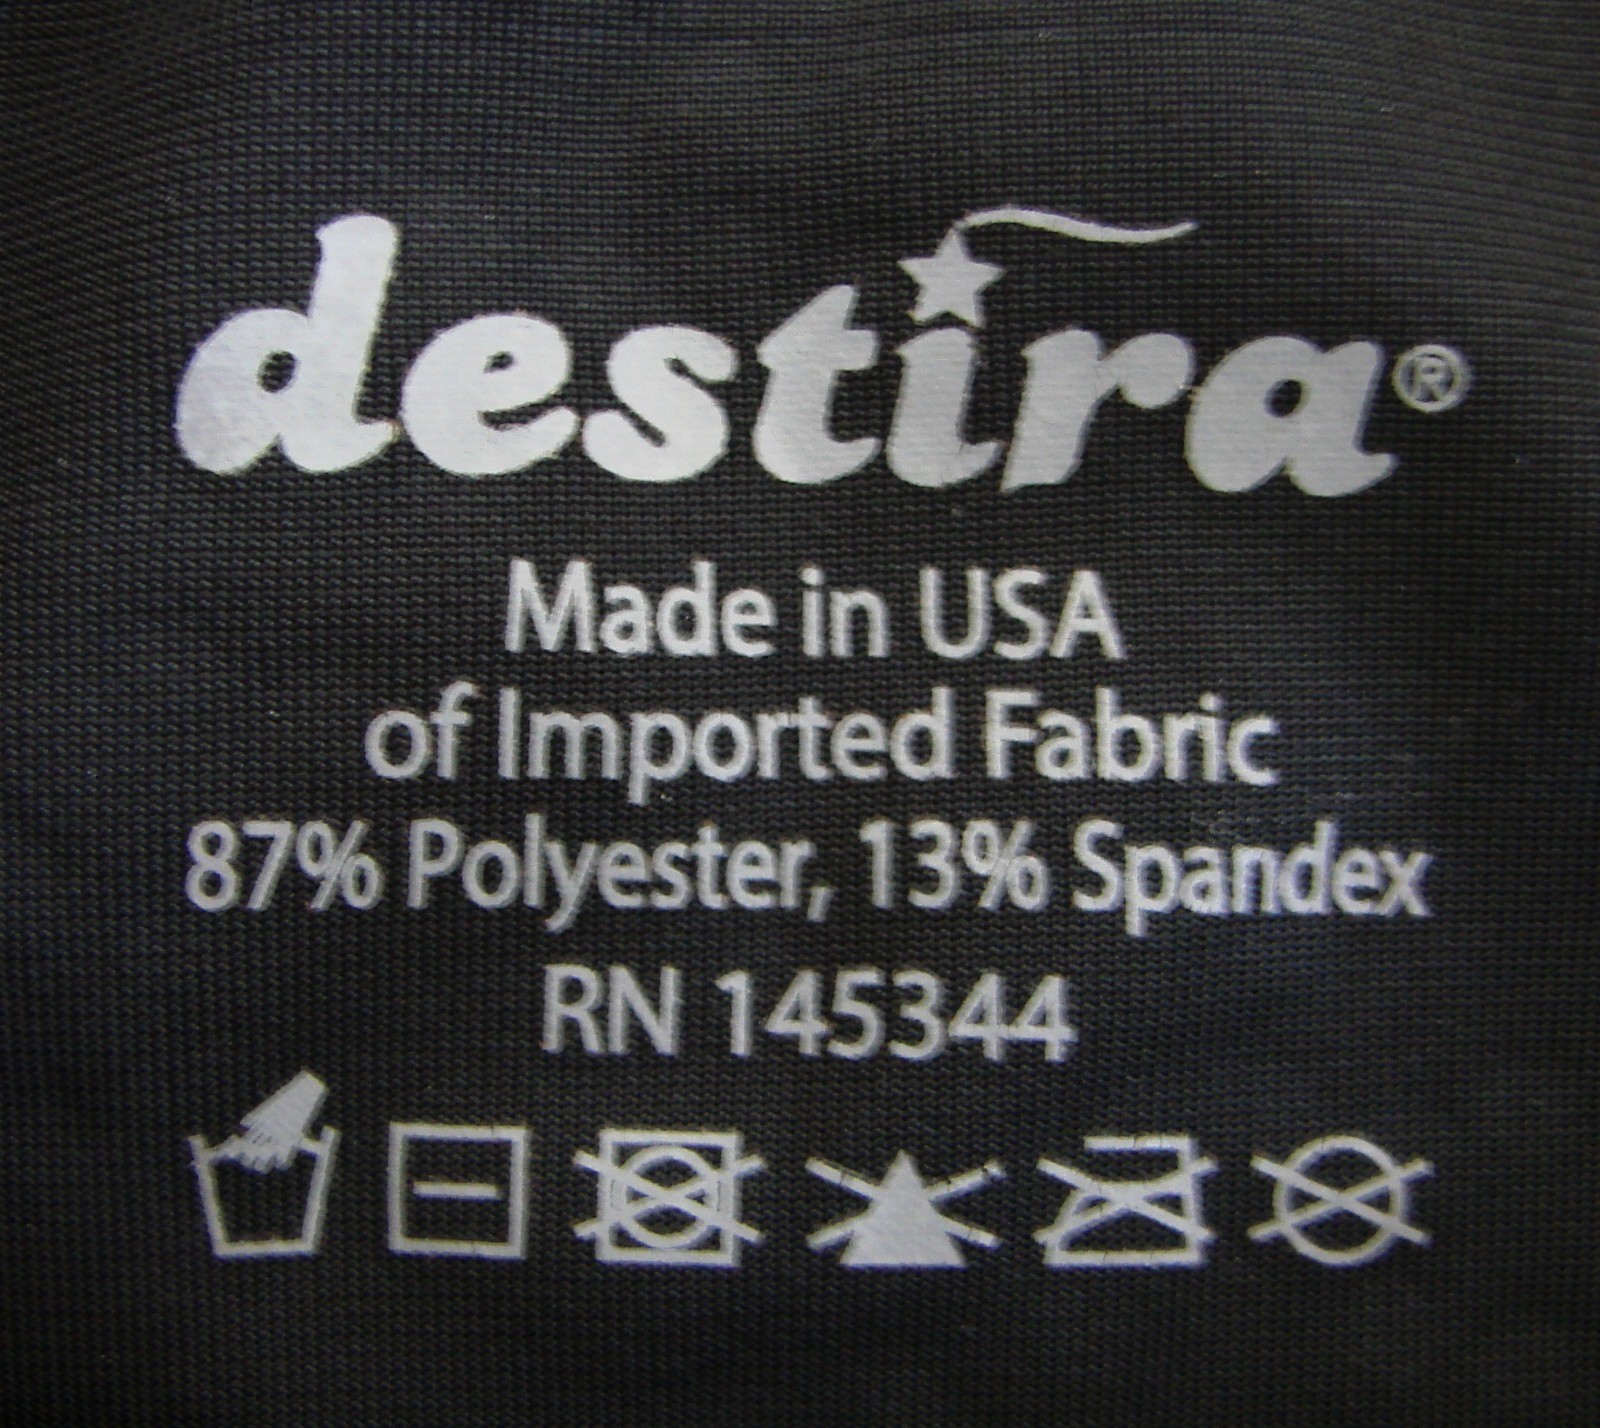 destira®
Made in USA
of Imported Fabric
87% Polyester, 13% Spandex
RN 145344